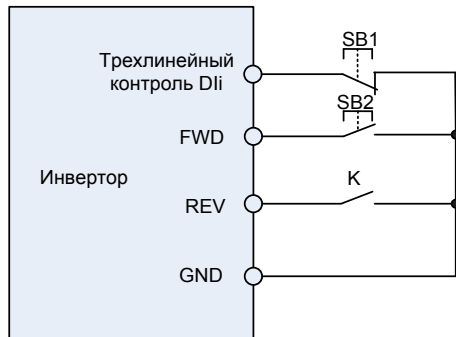 SB1
Трехлинейный
контроль DIi
SB2
FWD
Инвертор
K
REV
GND